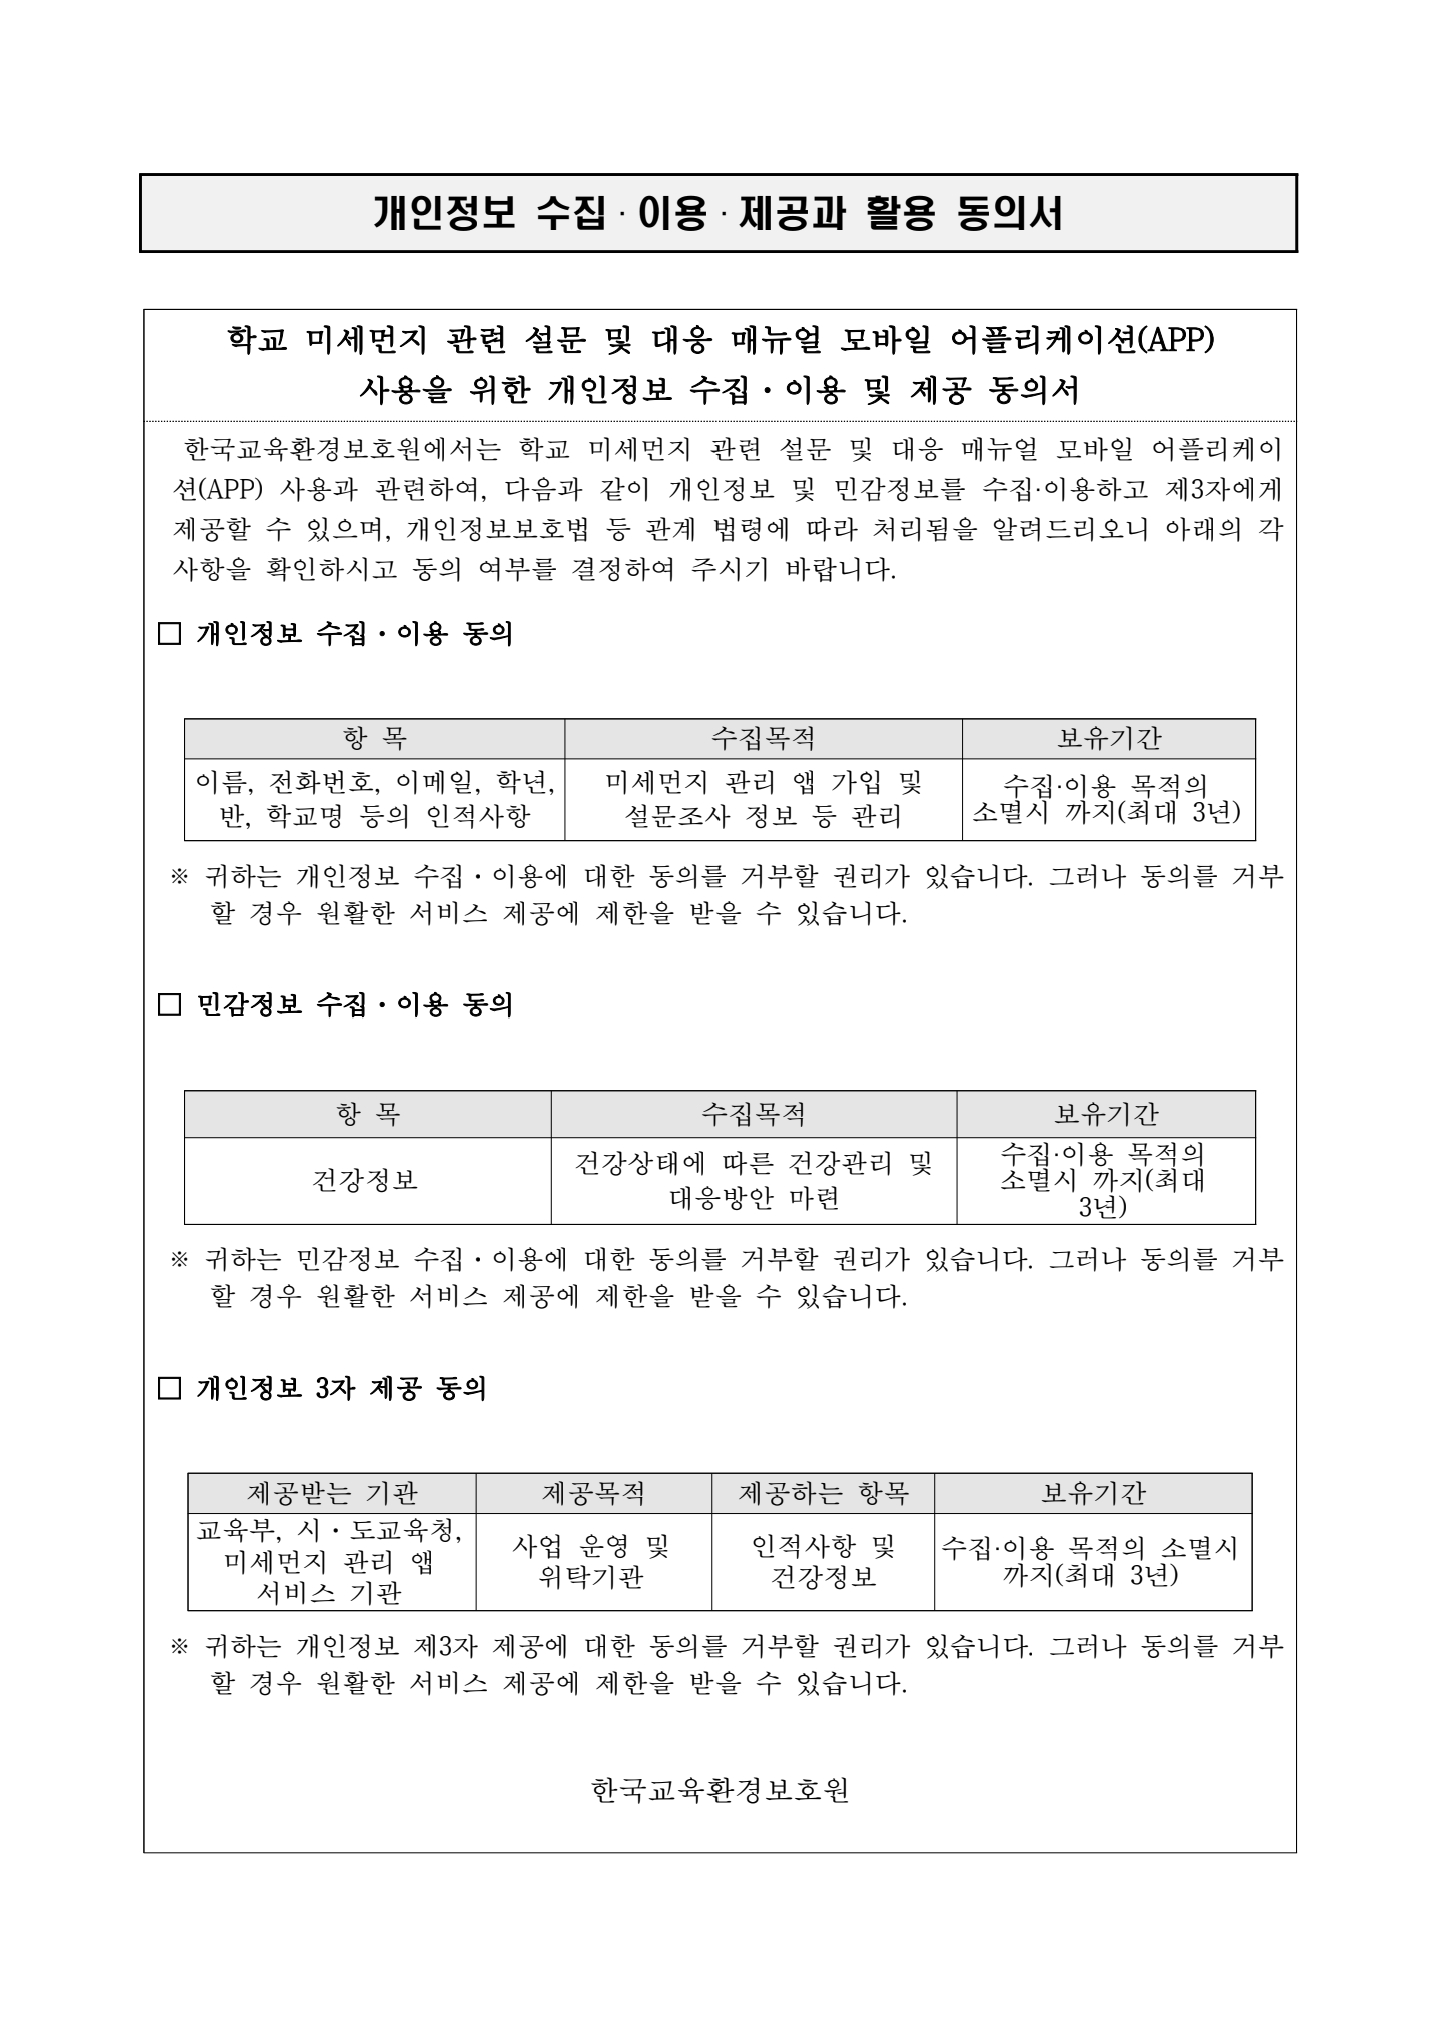 개인정보 수집 · 이용 · 제공과 활용 동의서
학교 미세먼지 관련 설문 및 대응 매뉴얼 모바일 어플리케이션(APP)
사용을 위한 개인정보 수집・이용 및 제공 동의서
한국교육환경보호원에서는 학교 미세먼지 관련 설문 및 대응 매뉴얼 모바일 어플리케이
션(APP) 사용과 관련하여, 다음과 같이 개인정보 및 민감정보를 수집·이용하고 제3자에게
제공할 수 있으며, 개인정보보호법 등 관계 법령에 따라 처리됨을 알려드리오니 아래의 각
사항을 확인하시고 동의 여부를 결정하여 주시기 바랍니다.
□ 개인정보 수집・이용 동의
항 목 수집목적 보유기간
이름, 전화번호, 이메일, 학년,
반, 학교명 등의 인적사항
미세먼지 관리 앱 가입 및
설문조사 정보 등 관리
수집·이용 목적의
소멸시 까지(최대 3년)
※ 귀하는 개인정보 수집・이용에 대한 동의를 거부할 권리가 있습니다. 그러나 동의를 거부
할 경우 원활한 서비스 제공에 제한을 받을 수 있습니다.
□ 민감정보 수집・이용 동의
항 목 수집목적 보유기간
건강정보
건강상태에 따른 건강관리 및
대응방안 마련
수집·이용 목적의
소멸시 까지(최대
3년)
※ 귀하는 민감정보 수집・이용에 대한 동의를 거부할 권리가 있습니다. 그러나 동의를 거부
할 경우 원활한 서비스 제공에 제한을 받을 수 있습니다.
□ 개인정보 3자 제공 동의
제공받는 기관 제공목적 제공하는 항목 보유기간
교육부, 시・도교육청,
미세먼지 관리 앱
서비스 기관
사업 운영 및
위탁기관
인적사항 및
건강정보
수집·이용 목적의 소멸시
까지(최대 3년)
※ 귀하는 개인정보 제3자 제공에 대한 동의를 거부할 권리가 있습니다. 그러나 동의를 거부
할 경우 원활한 서비스 제공에 제한을 받을 수 있습니다.
한국교육환경보호원